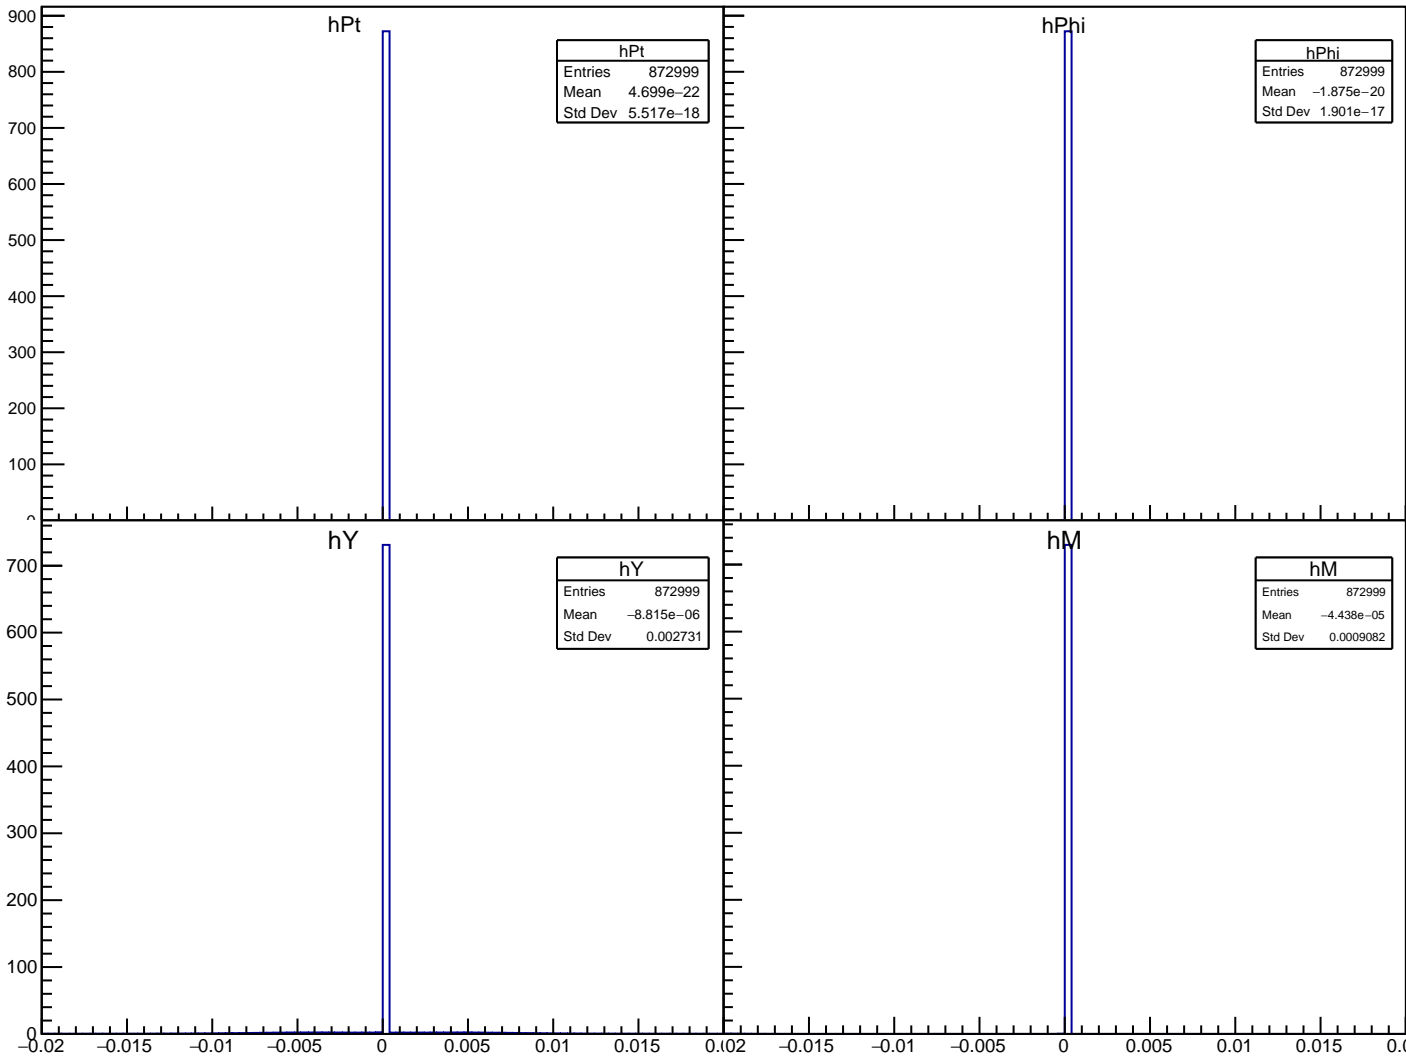 hPt
hPt
Entries 872999
Mean 4.699e−22
Std Dev 5.517e−18
900
800
700
600
500
400
300
200
100
0
hPhi
hPhi
Entries 872999
Mean −1.875e−20
Std Dev 1.901e−17
hY
hY
Entries 872999
Mean −8.815e−06
Std Dev 0.002731
700
600
500
400
300
200
100
0
−0.02 −0.015 −0.01 −0.005 0 0.005 0.01 0.015
hM
hM
Entries 872999
Mean −4.438e−05
Std Dev 0.0009082
−0.015 −0.01 −0.005 0 0.005 0.01 0.015